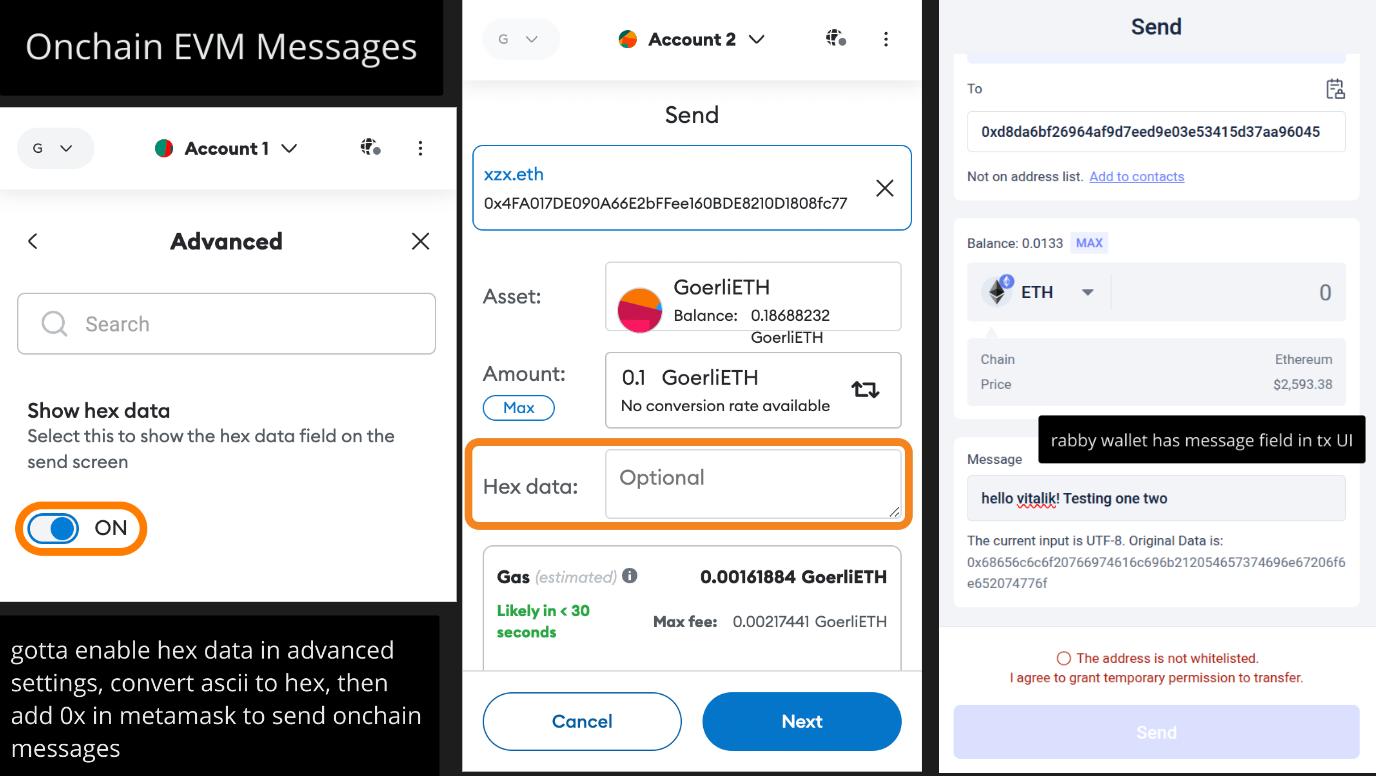 Onchain EVM Messages
G
Account 1
Advanced
Search
Show hex data
Select this to show the hex data field on the
send screen
ON
gotta enable hex data in advanced
settings, convert ascii to hex, then
add 0x in metamask to send onchain
messages
G
Account 2
Send
xzx.eth
0x4FA017DE090A66E2bFFee160BDE8210D1808fc77
Asset:
GoerliETH
Balance: 0.18688232
GoerliETH
Amount:
Max
0.1 GoerliETH
No conversion rate available
Hex data:
Optional
Gas (estimated)
0.00161884 GoerliETH
Likely in < 30
seconds
Max fee: 0.00217441 GoerliETH
Cancel
Next
Send
To
0xd8da6bf26964af9d7eed9e03e53415d37aa96045
Not on address list. Add to contacts
Balance: 0.0133 MAX
ETH
0
Chain Ethereum
Price $2,593.38
rabby wallet has message field in tx UI
Message
hello vitalik! Testing one two
The current input is UTF-8. Original Data is:
0x68656c6c6f20766974616c696b212054657374696e67206f6
e652074776f
The address is not whitelisted.
I agree to grant temporary permission to transfer.
Send